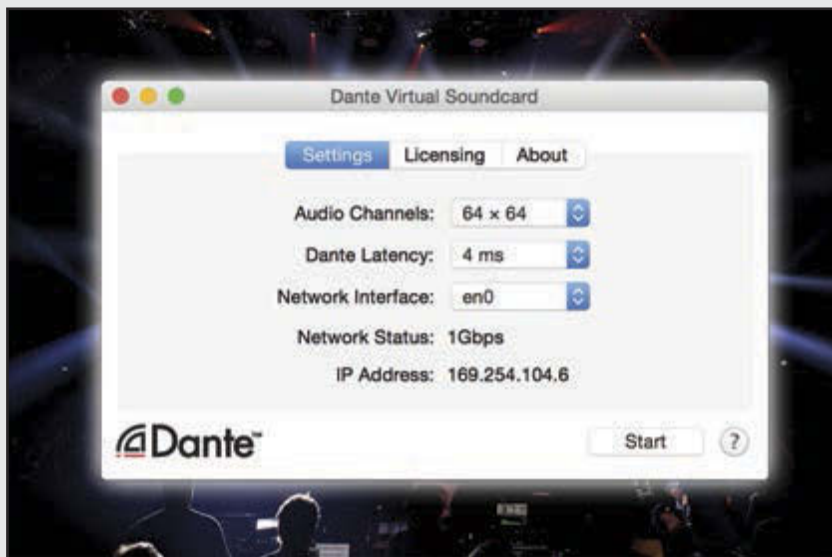 Dante Virtual Soundcard
Settings Licensing About
Audio Channels: 64 × 64
Dante Latency: 4 ms
Network Interface: en0
Network Status: 1Gbps
IP Address: 169.254.104.6
Dante™ Start ?